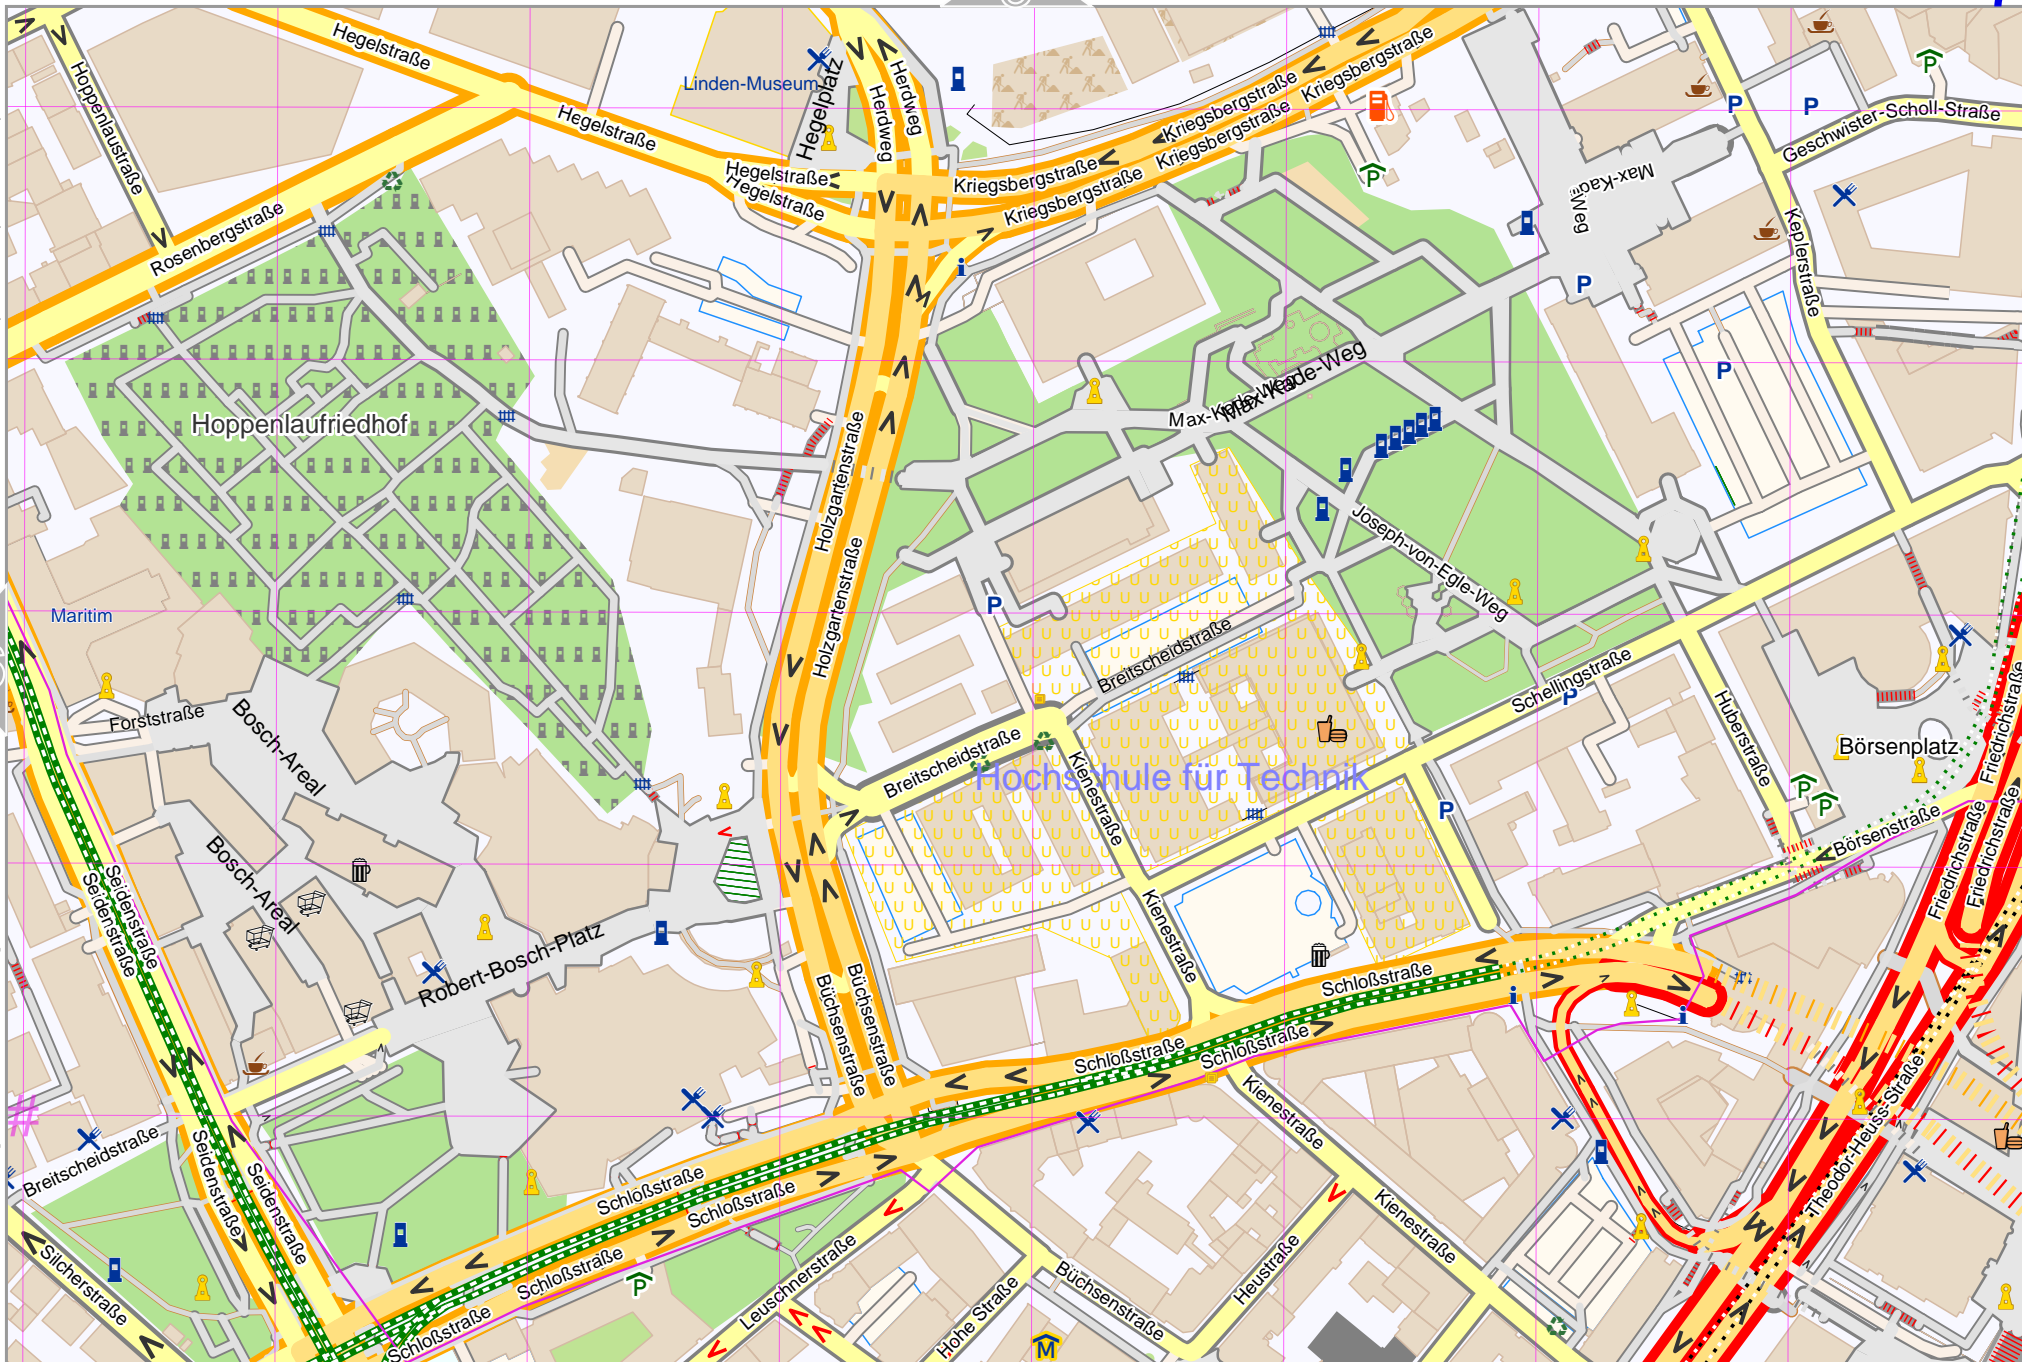 Hegelstraße
Hoppenlaustraße
Linden-Museum
Hegelplatz
Herdweg
Herdweg
Kriegsbergstraße
Kriegsbergstraße
Hegelstraße
Kriegsbergstraße
Kriegsbergstraße
Geschwister-Scholl-Straße
Hegelstraße
Hegelstraße
Kriegsbergstraße
Kriegsbergstraße
Weg
Keplerstraße
Rosenbergstraße
Hoppenlaufriedhof
Max-Kade-Weg
Holzgartenstraße
Holzgartenstraße
Joseph-von-Egle-Weg
Maritim
Breitscheidstraße
Schellingstraße
Forststraße
Bosch-Areal
Huberstraße
Börsenplatz
Friedrichstraße
Breitscheidstraße
Kienestraße
Hochschule für Technik
Börsenstraße
Friedrichstraße
Friedrichstraße
Bosch-Areal
Seidenstraße
Seidenstraße
Kienestraße
Robert-Bosch-Platz
Büchsenstraße
Büchsenstraße
Schloßstraße
Schloßstraße
Schloßstraße
Theodor-Heuss-Straße
Kienestraße
Breitscheidstraße
Seidenstraße
Seidenstraße
Schloßstraße
Schloßstraße
Kienestraße
Silcherstraße
Schloßstraße
Schloßstraße
Leuschnerstraße
Hohe Straße
Büchsenstraße
Heustraße
M
P
P
P
P
P
P
P
P
P
P
P
P
P